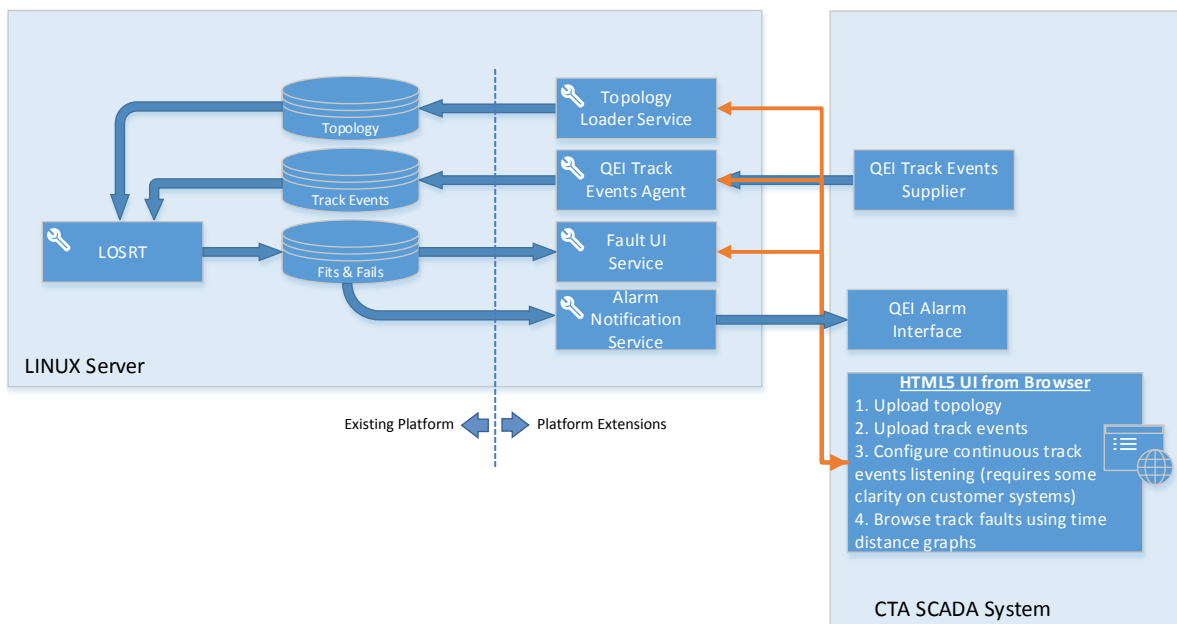 Topology
Topology
Loader Service
Track Events
QEI Track
Events Agent
QEI Track Events
Supplier
LOSRT
Fits & Fails
Fault UI
Service
Alarm
Notification
Service
QEI Alarm
Interface
LINUX Server
Existing Platform
Platform Extensions
HTML5 UI from Browser
1. Upload topology
2. Upload track events
3. Configure continuous track
events listening (requires some
clarity on customer systems)
4. Browse track faults using time
distance graphs
CTA SCADA System